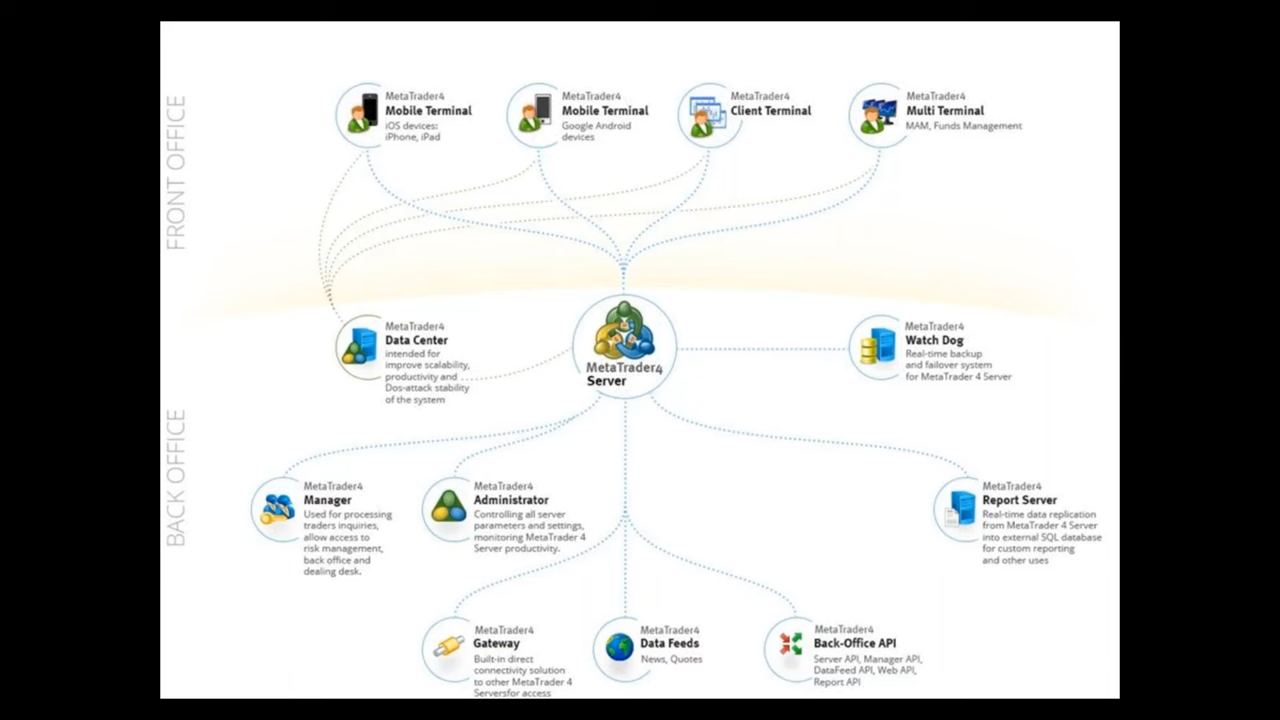 FRONT OFFICE
MetaTrader4
Mobile Terminal
iOS devices:
iPhone, iPad
MetaTrader4
Mobile Terminal
Google Android
devices
MetaTrader4
Client Terminal
MetaTrader4
Multi Terminal
MAM, Funds Management
MetaTrader4
Data Center
intended for
improve scalability,
productivity and
Dos-attack stability
of the system
MetaTrader4
Server
MetaTrader4
Watch Dog
Real-time backup
and failover system
for MetaTrader 4 Server
BACK OFFICE
MetaTrader4
Manager
Used for processing
traders inquiries,
allow access to
risk management,
back office and
dealing desk.
MetaTrader4
Administrator
Controlling all server
parameters and settings,
monitoring MetaTrader 4
Server productivity.
MetaTrader4
Report Server
Real-time data replication
from MetaTrader 4 Server
into external SQL database
for custom reporting
and other uses
MetaTrader4
Gateway
Built-in direct
connectivity solution
to other MetaTrader 4
Serversfor access
MetaTrader4
Data Feeds
News, Quotes
MetaTrader4
Back-Office API
Server API, Manager API,
DataFeed API, Web API,
Report API